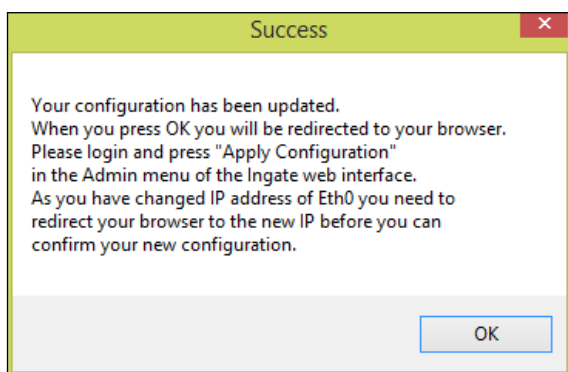 Success
Your configuration has been updated.
When you press OK you will be redirected to your browser.
Please login and press "Apply Configuration"
in the Admin menu of the Ingate web interface.
As you have changed IP address of Eth0 you need to
redirect your browser to the new IP before you can
confirm your new configuration.
OK